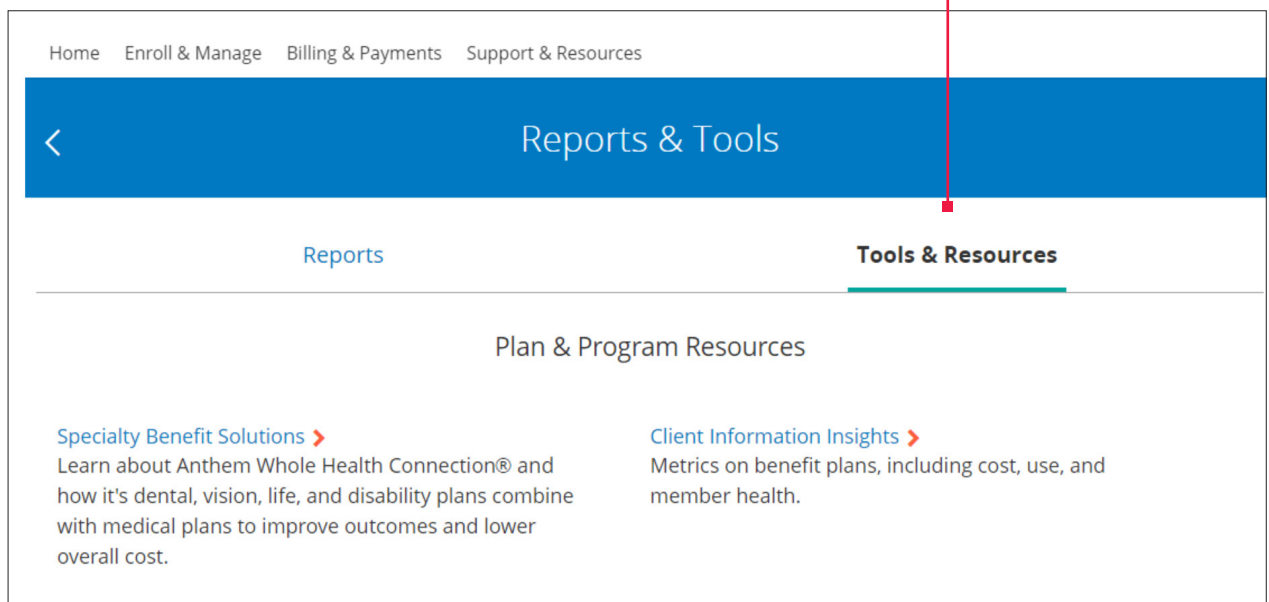 Home Enroll & Manage Billing & Payments Support & Resources
Reports & Tools
Reports Tools & Resources
Plan & Program Resources
Specialty Benefit Solutions
Learn about Anthem Whole Health Connection® and
how it's dental, vision, life, and disability plans combine
with medical plans to improve outcomes and lower
overall cost.
Client Information Insights
Metrics on benefit plans, including cost, use, and
member health.